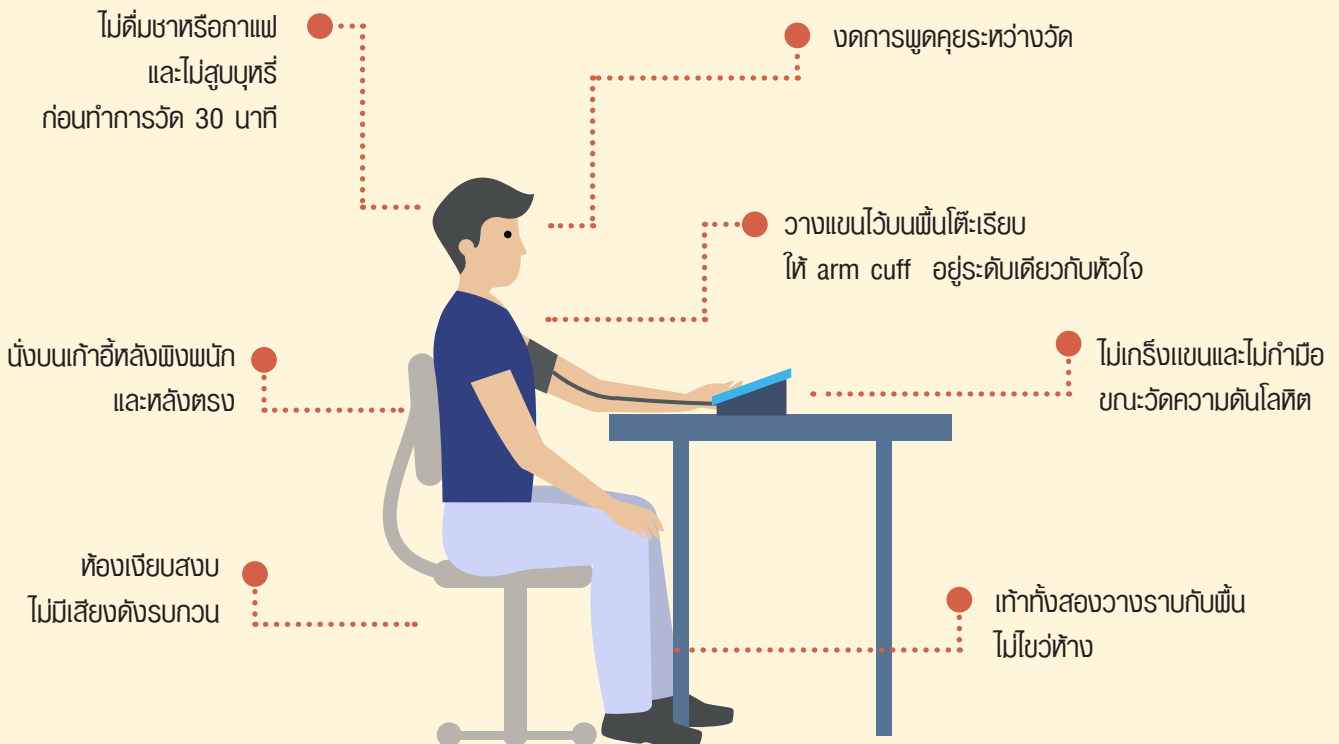 ไม่ดื่มชาหรือกาแฟ
และไม่สูบบุหรี่
ก่อนทำการวัด 30 นาที
งดการพูดคุยระหว่างวัด
วางแขนไว้บนพื้นโต๊ะเรียบ
ให้ arm cuff อยู่ระดับเดียวกับหัวใจ
นั่งบนเก้าอี้หลังพิงพนัก
และหลังตรง
ไม่เกร็งแขนและไม่กำมือ
ขณะวัดความดันโลหิต
ห้องเงียบสงบ
ไม่มีเสียงดังรบกวน
เท้าทั้งสองวางราบกับพื้น
ไม่ไขว่ห้าง